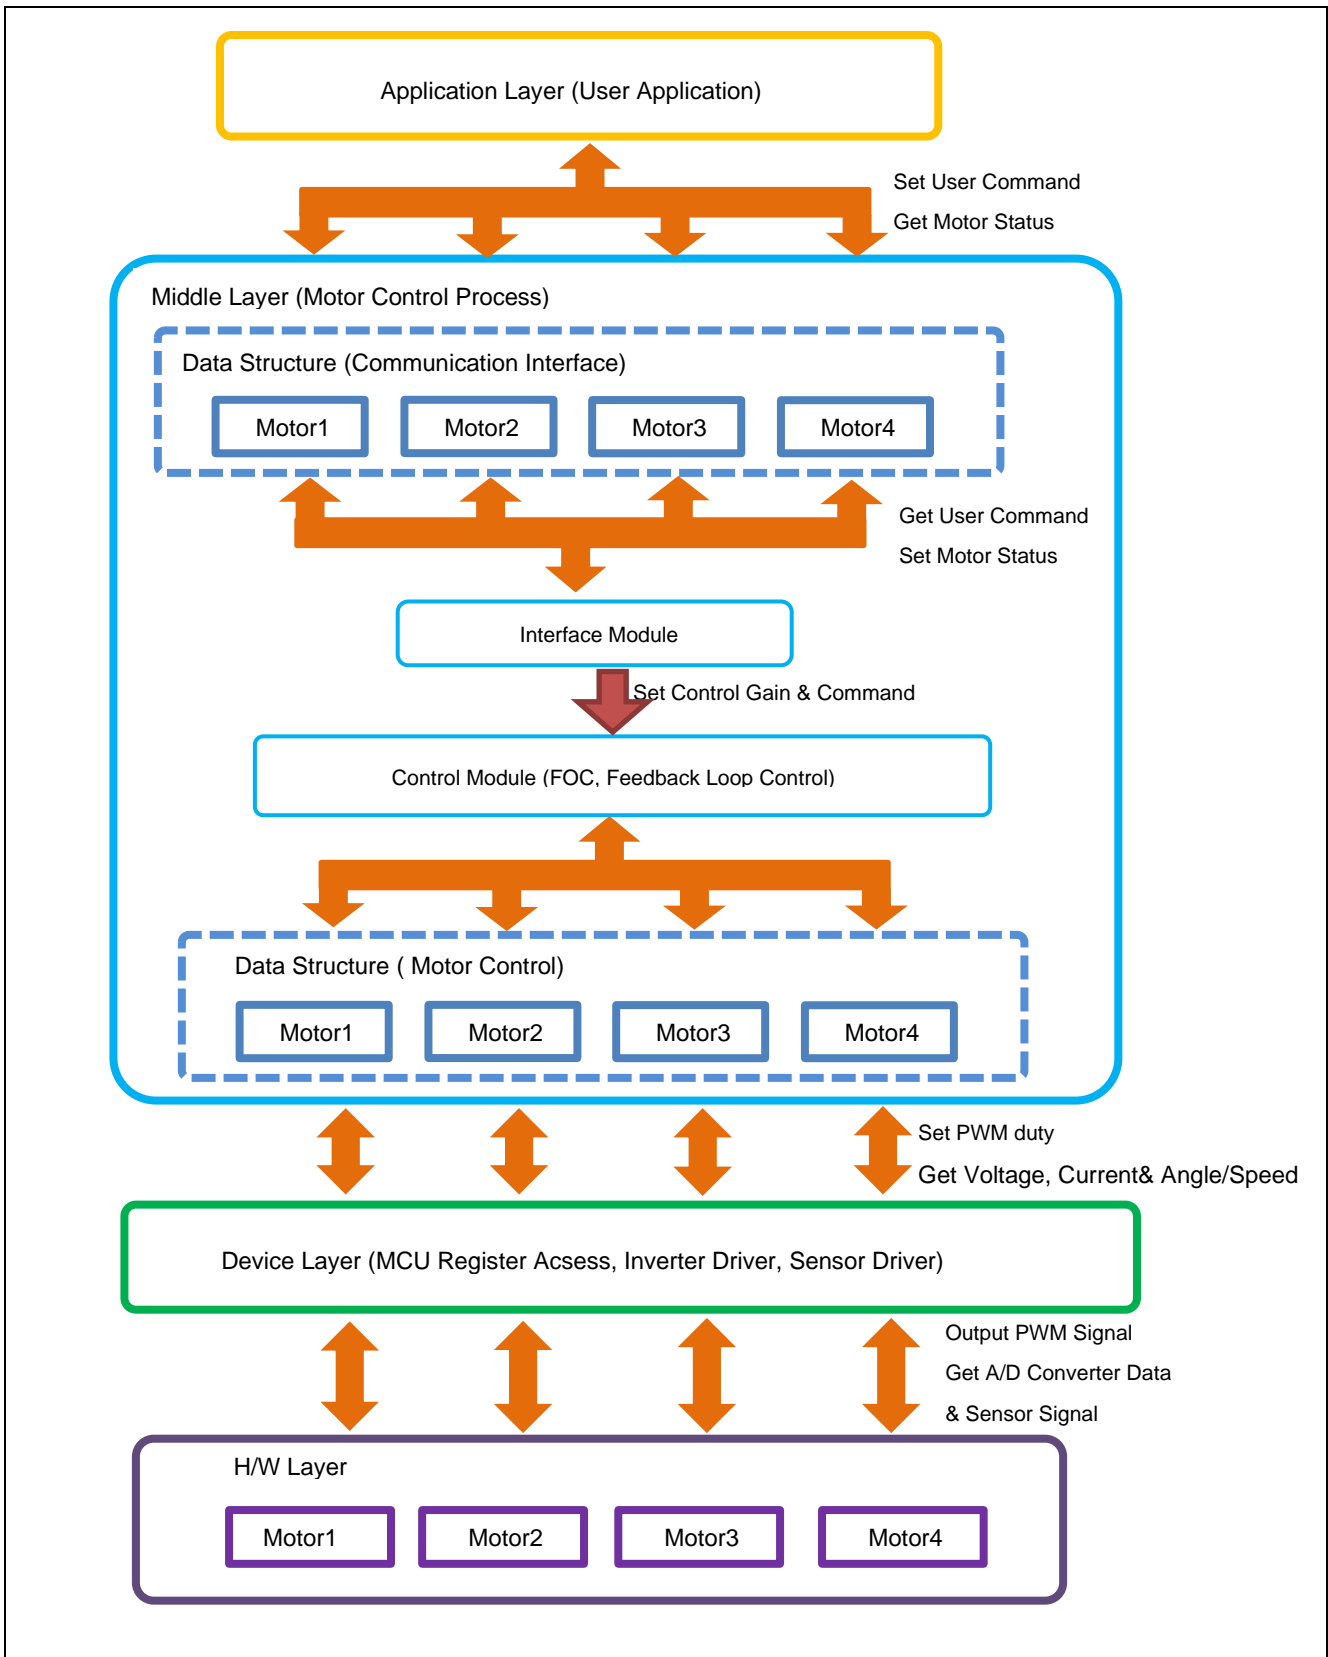 Application Layer (User Application)
Set User Command
Get Motor Status
Middle Layer (Motor Control Process)
Data Structure (Communication Interface)
Motor1
Motor2
Motor3
Motor4
Get User Command
Set Motor Status
Interface Module
Set Control Gain & Command
Control Module (FOC, Feedback Loop Control)
Data Structure ( Motor Control)
Motor1
Motor2
Motor3
Motor4
Set PWM duty
Get Voltage, Current& Angle/Speed
Device Layer (MCU Register Acsess, Inverter Driver, Sensor Driver)
Output PWM Signal
Get A/D Converter Data
& Sensor Signal
H/W Layer
Motor1
Motor2
Motor3
Motor4